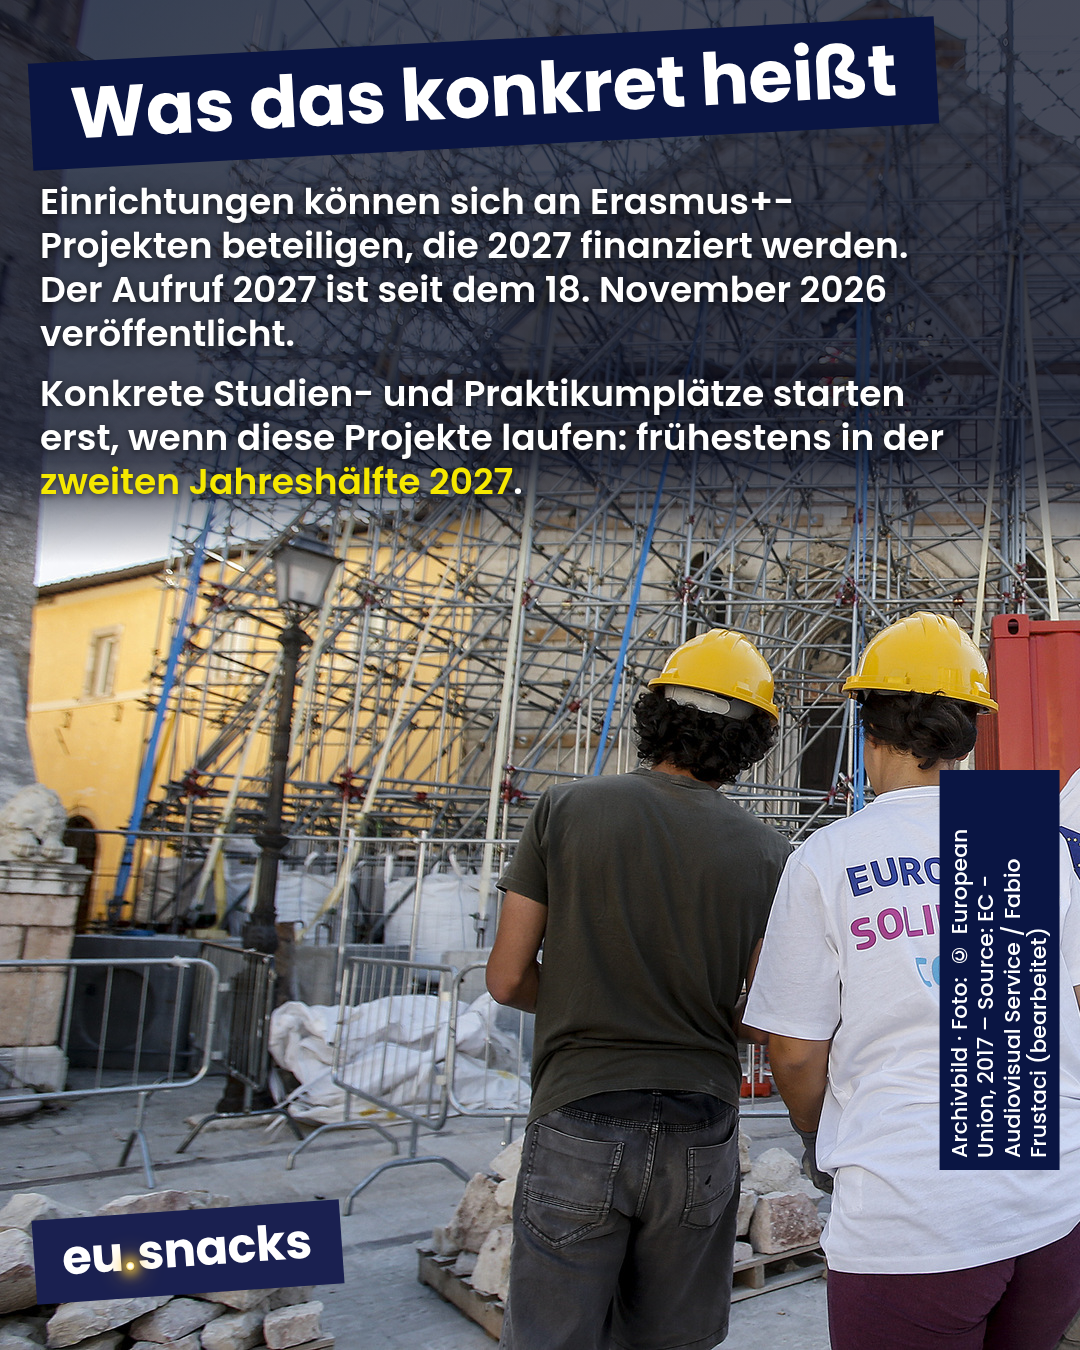 Was das konkret heißt
Einrichtungen können sich an Erasmus+-
Projekten beteiligen, die 2027 finanziert werden.
Der Aufruf 2027 ist seit dem 18. November 2026
veröffentlicht.
Konkrete Studien- und Praktikumplätze starten
erst, wenn diese Projekte laufen: frühestens in der
zweiten Jahreshälfte 2027.
EURO
SOLI
Archivbild · Foto: © European
Union, 2017 – Source: EC -
Audiovisual Service / Fabio
Frustaci (bearbeitet)
eu.snacks